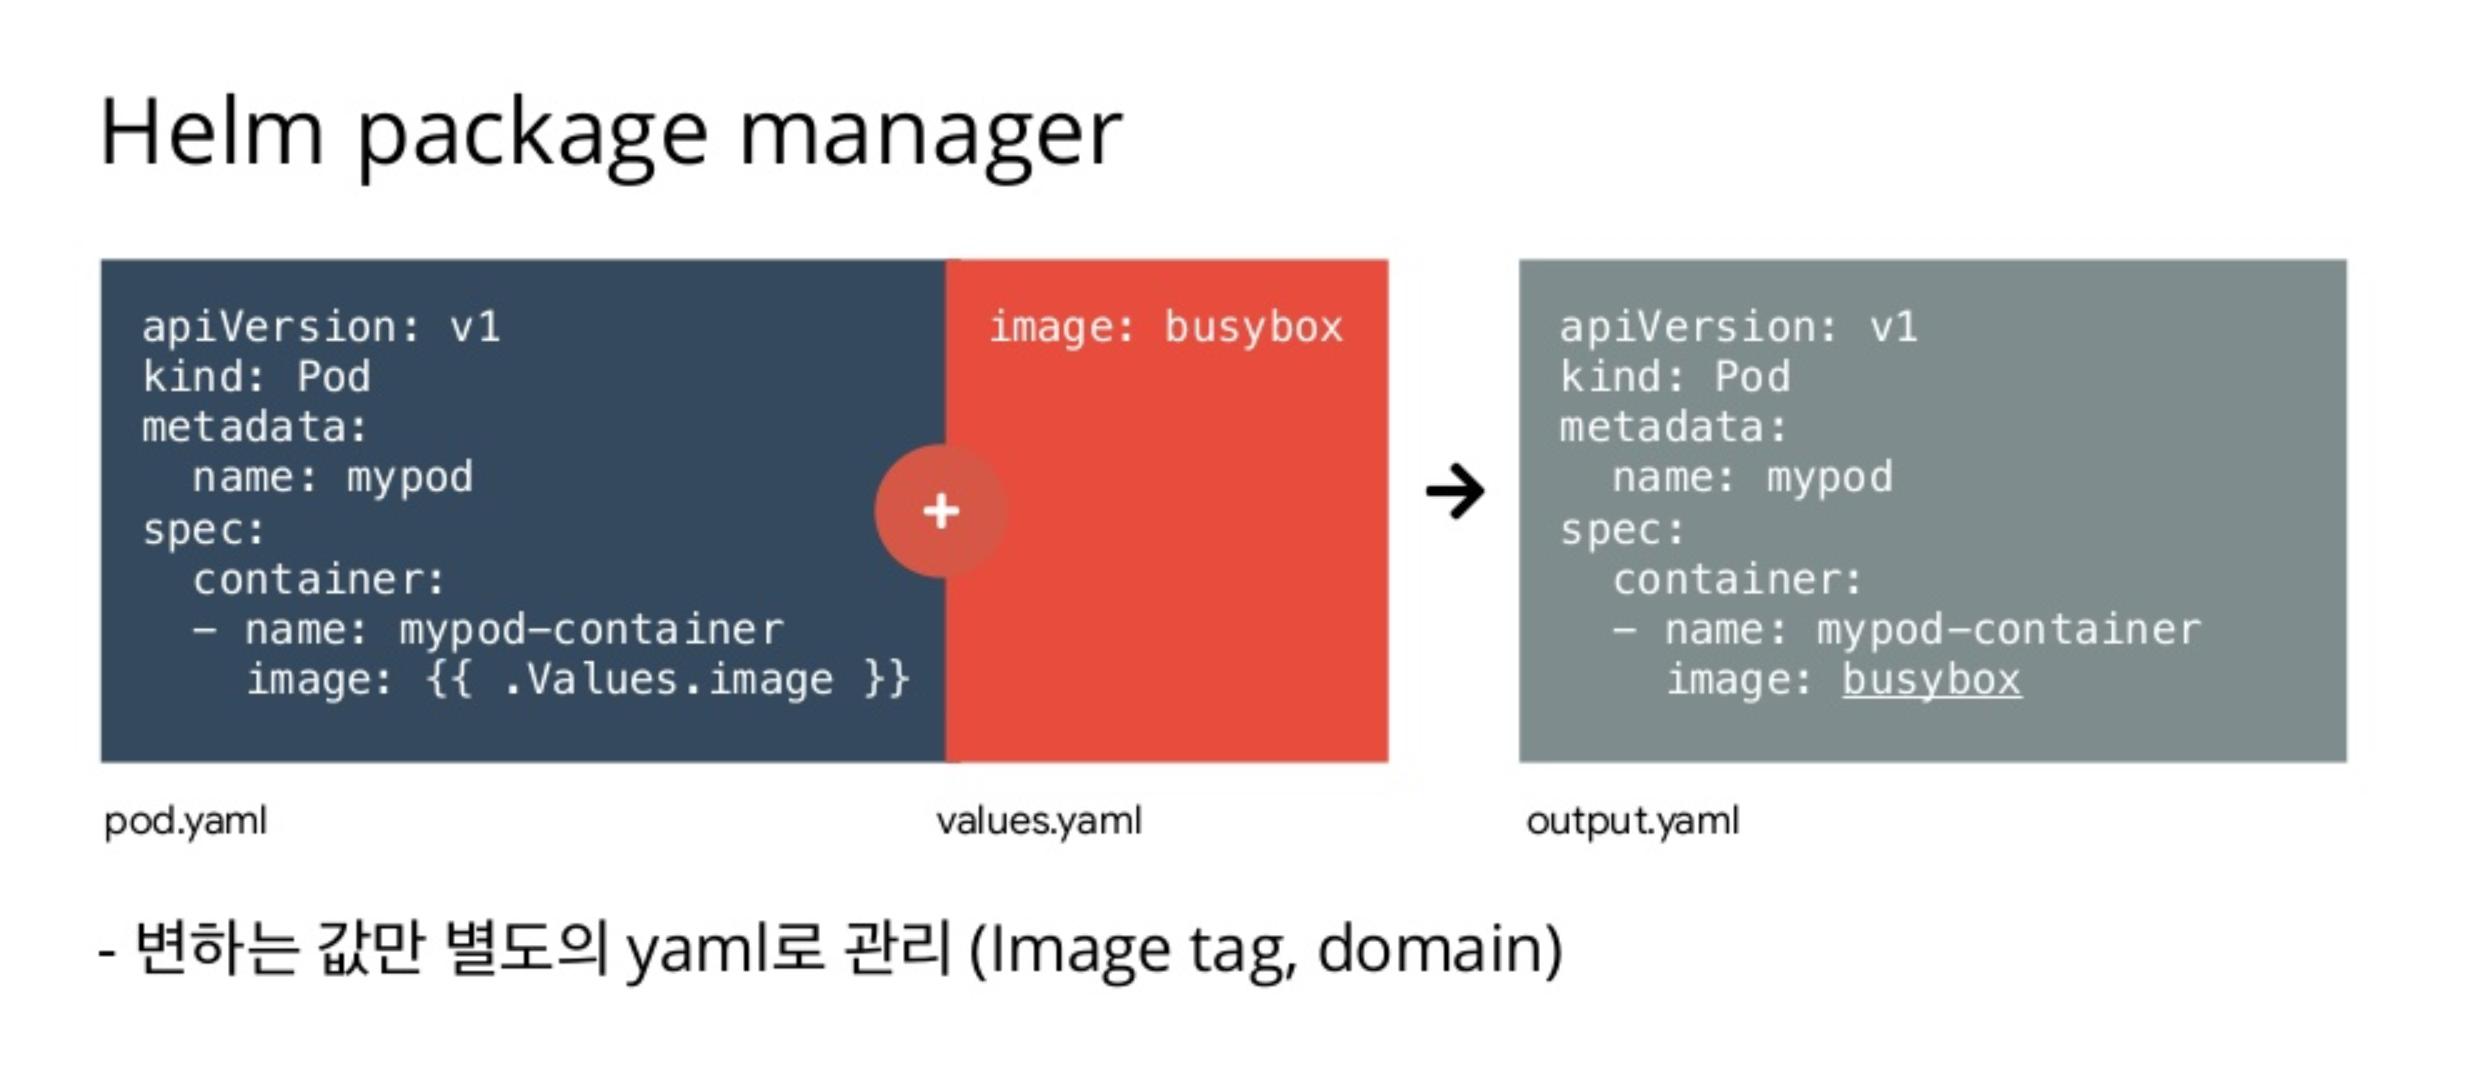 Helm package manager
apiVersion: v1
kind: Pod
metadata:
  name: mypod
spec:
  container:
  - name: mypod-container
    image: {{ .Values.image }}
pod.yaml
image: busybox
values.yaml
apiVersion: v1
kind: Pod
metadata:
  name: mypod
spec:
  container:
  - name: mypod-container
    image: busybox
output.yaml
- 변하는 값만 별도의 yaml로 관리 (Image tag, domain)